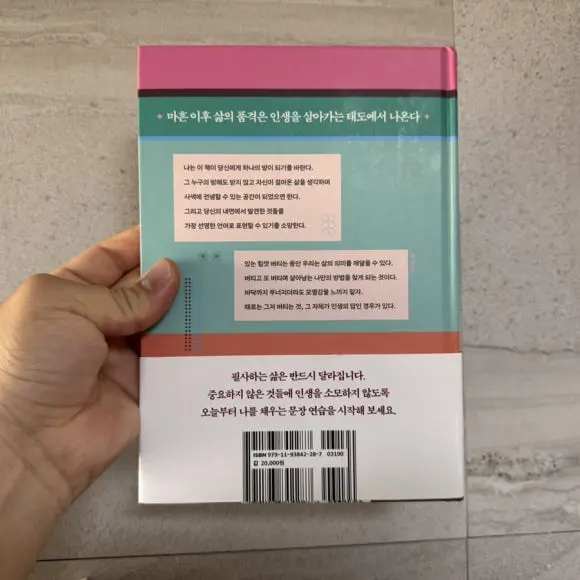 마흔 이후 삶의 품격은 인생을 살아가는 태도에서 나온다
나는 이 책이 당신에게 하나의 방이 되기를 바란다.
그 누구의 방해도 받지 않고 자신이 걸어온 삶을 생각하며
사색에 전념할 수 있는 공간이 되었으면 한다.
그리고 당신의 내면에서 발견한 것들을
가장 선명한 언어로 표현할 수 있기를 소망한다.
있는 힘껏 버티는 동안 우리는 삶의 의미를 깨달을 수 있다.
버티고 또 버티며 살아남는 나만의 방법을 찾게 되는 것이다.
바닥까지 무너지더라도 모멸감을 느끼지 말자.
때로는 그저 버티는 것, 그 자체가 인생의 답인 경우가 있다.
필사하는 삶은 반드시 달라집니다.
중요하지 않은 것들에 인생을 소모하지 않도록
오늘부터 나를 채우는 문장 연습을 시작해 보세요.
ISBN 979-11-93842-28-7 03190
값 20,000원